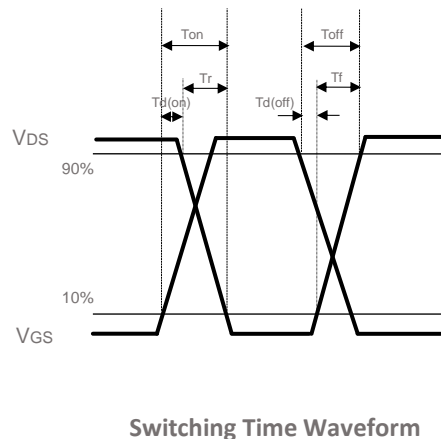 Ton Toff
Tr Tf
Td(on) Td(off)
VDS
90%
10%
VGS
Switching Time Waveform